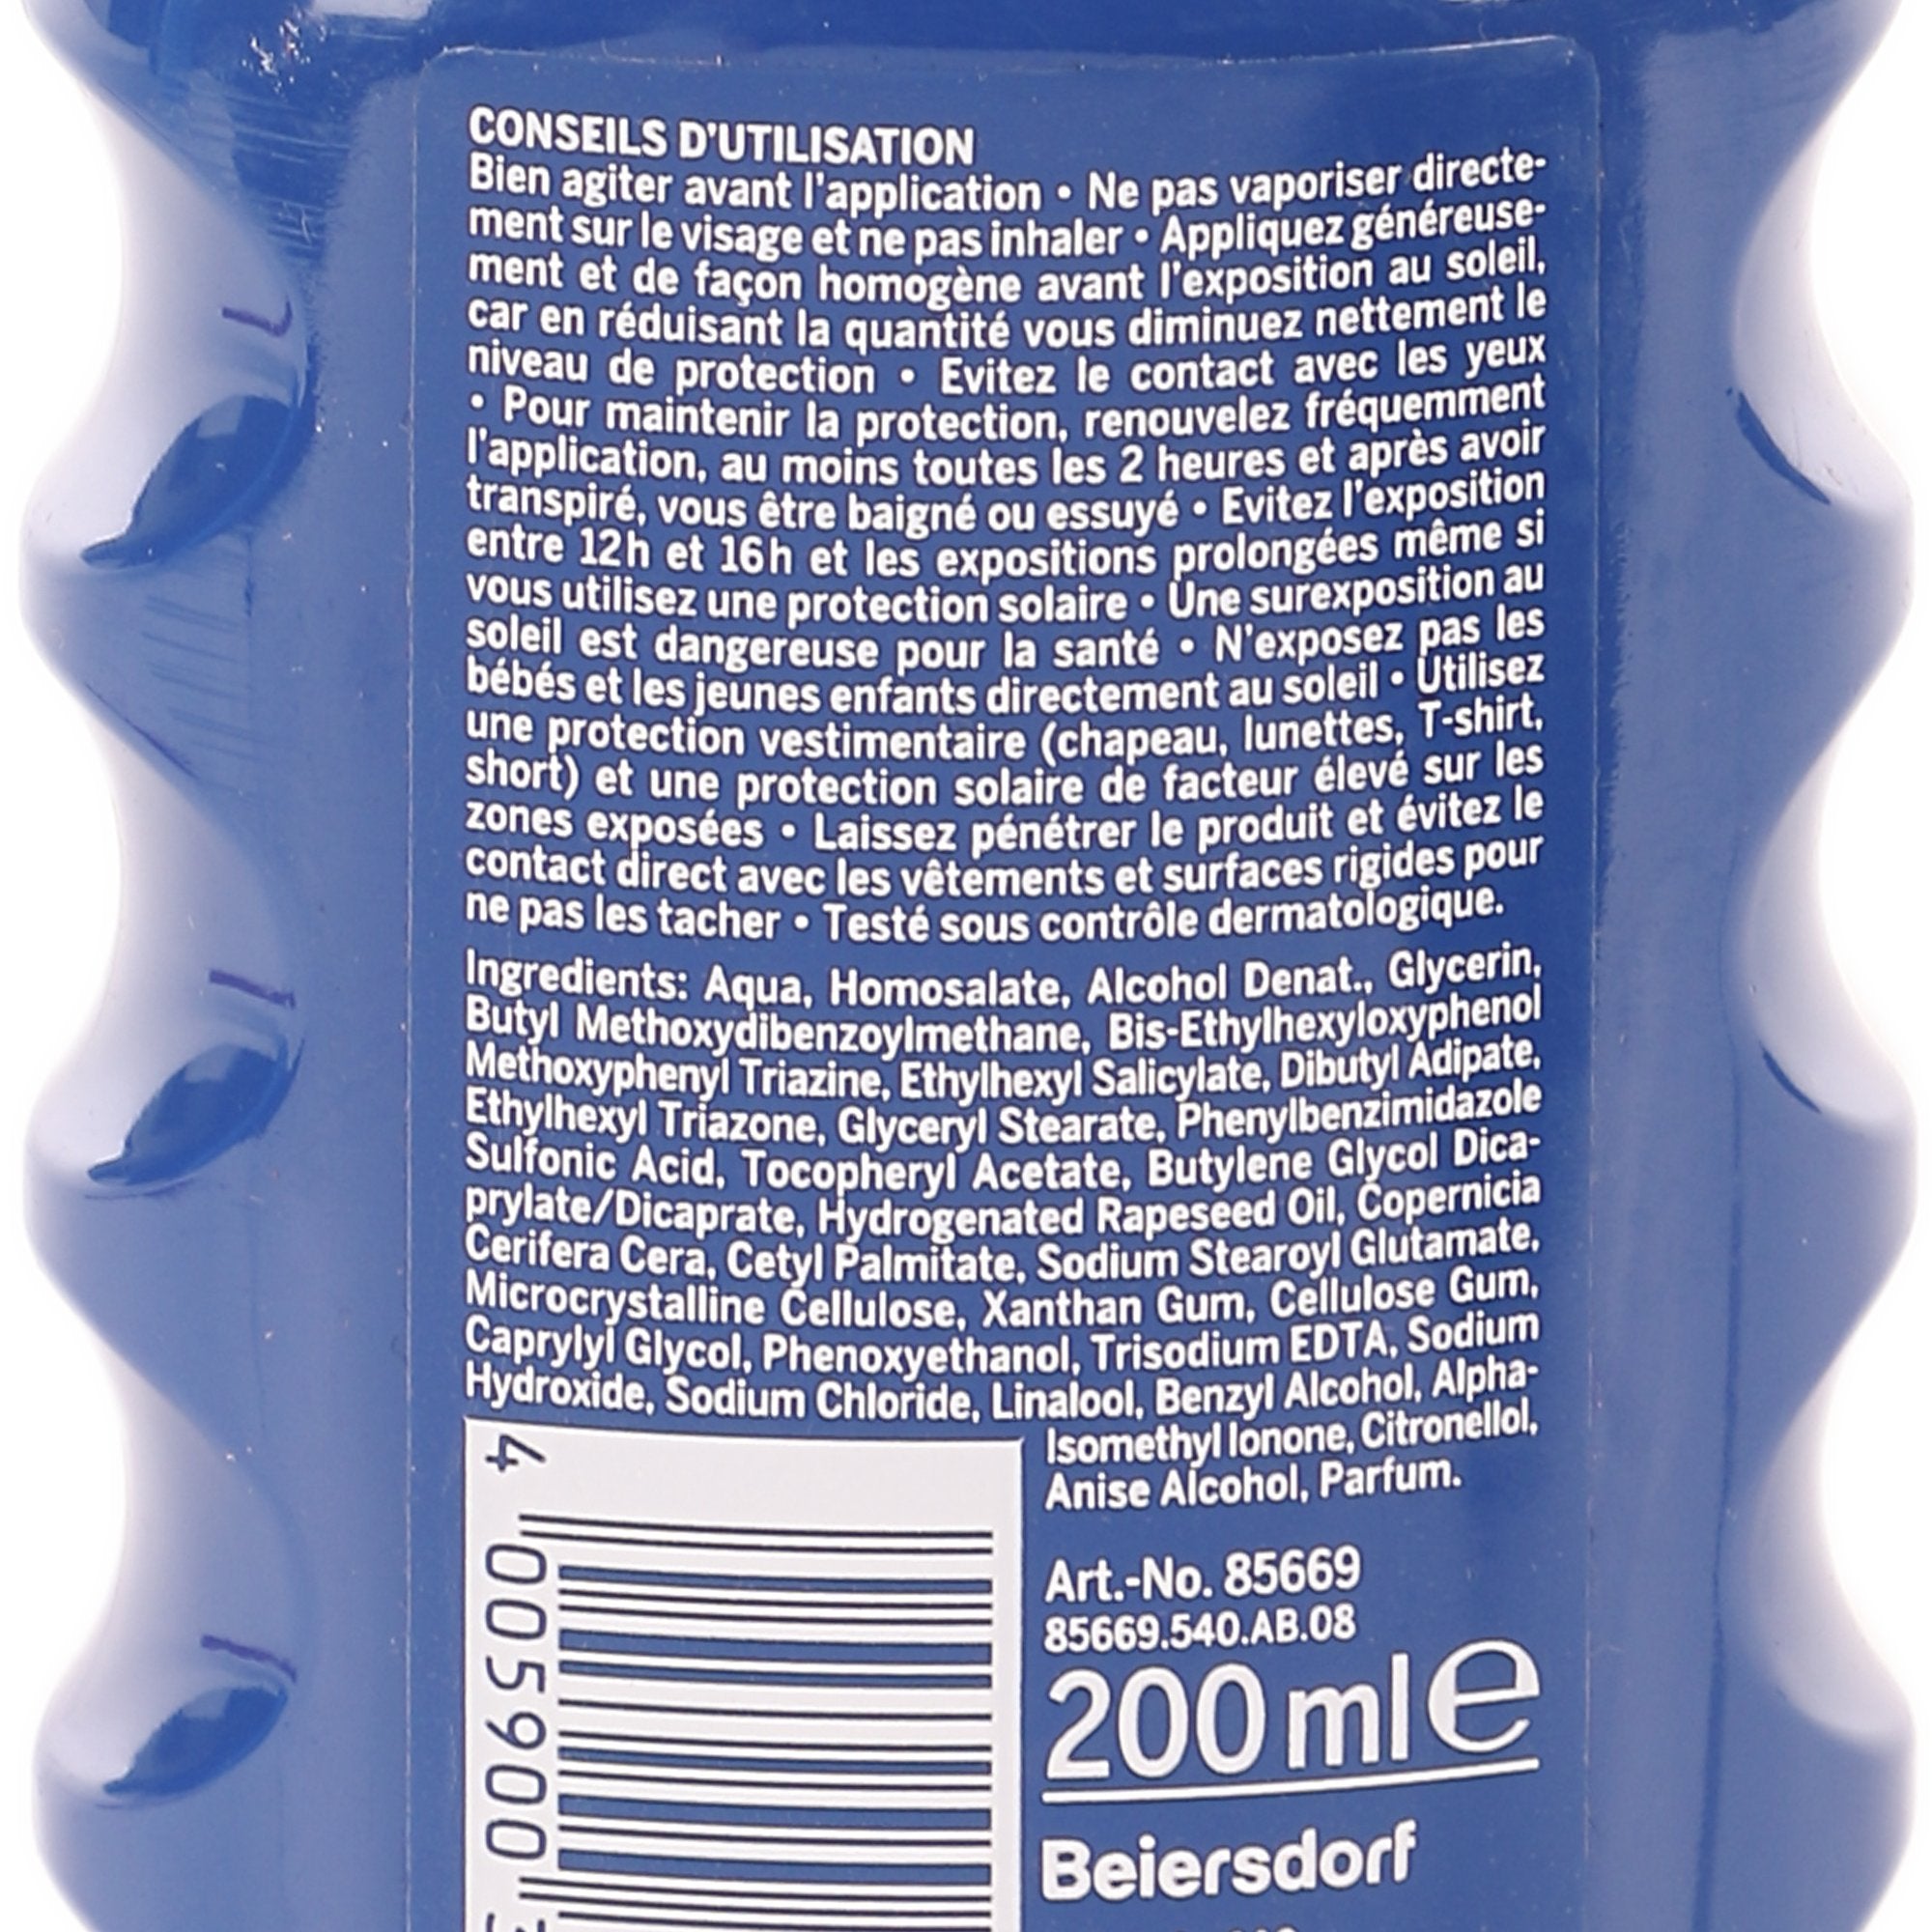 CONSEILS D'UTILISATION
Bien agiter avant l'application • Ne pas vaporiser directe-
ment sur le visage et ne pas inhaler • Appliquez généreuse-
ment et de façon homogène avant l'exposition au soleil,
car en réduisant la quantité vous diminuez nettement le
niveau de protection • Evitez le contact avec les yeux
• Pour maintenir la protection, renouvelez fréquemment
l'application, au moins toutes les 2 heures et après avoir
transpiré, vous être baigné ou essuyé • Evitez l'exposition
entre 12h et 16h et les expositions prolongées même si
vous utilisez une protection solaire • Une surexposition au
soleil est dangereuse pour la santé • N'exposez pas les
bébés et les jeunes enfants directement au soleil • Utilisez
une protection vestimentaire (chapeau, lunettes, T-shirt,
short) et une protection solaire de facteur élevé sur les
zones exposées • Laissez pénétrer le produit et évitez le
contact direct avec les vêtements et surfaces rigides pour
ne pas les tacher • Testé sous contrôle dermatologique.
Ingredients: Aqua, Homosalate, Alcohol Denat., Glycerin,
Butyl Methoxydibenzoylmethane, Bis-Ethylhexyloxyphenol
Methoxyphenyl Triazine, Ethylhexyl Salicylate, Dibutyl Adipate,
Ethylhexyl Triazone, Glyceryl Stearate, Phenylbenzimidazole
Sulfonic Acid, Tocopheryl Acetate, Butylene Glycol Dica-
prylate/Dicaprate, Hydrogenated Rapeseed Oil, Copernicia
Cerifera Cera, Cetyl Palmitate, Sodium Stearoyl Glutamate,
Microcrystalline Cellulose, Xanthan Gum, Cellulose Gum,
Caprylyl Glycol, Phenoxyethanol, Trisodium EDTA, Sodium
Hydroxide, Sodium Chloride, Linalool, Benzyl Alcohol, Alpha-
Isomethyl Ionone, Citronellol,
Anise Alcohol, Parfum.
4 005900
Art.-No. 85669
85669.540.AB.08
200 ml e
Beiersdorf